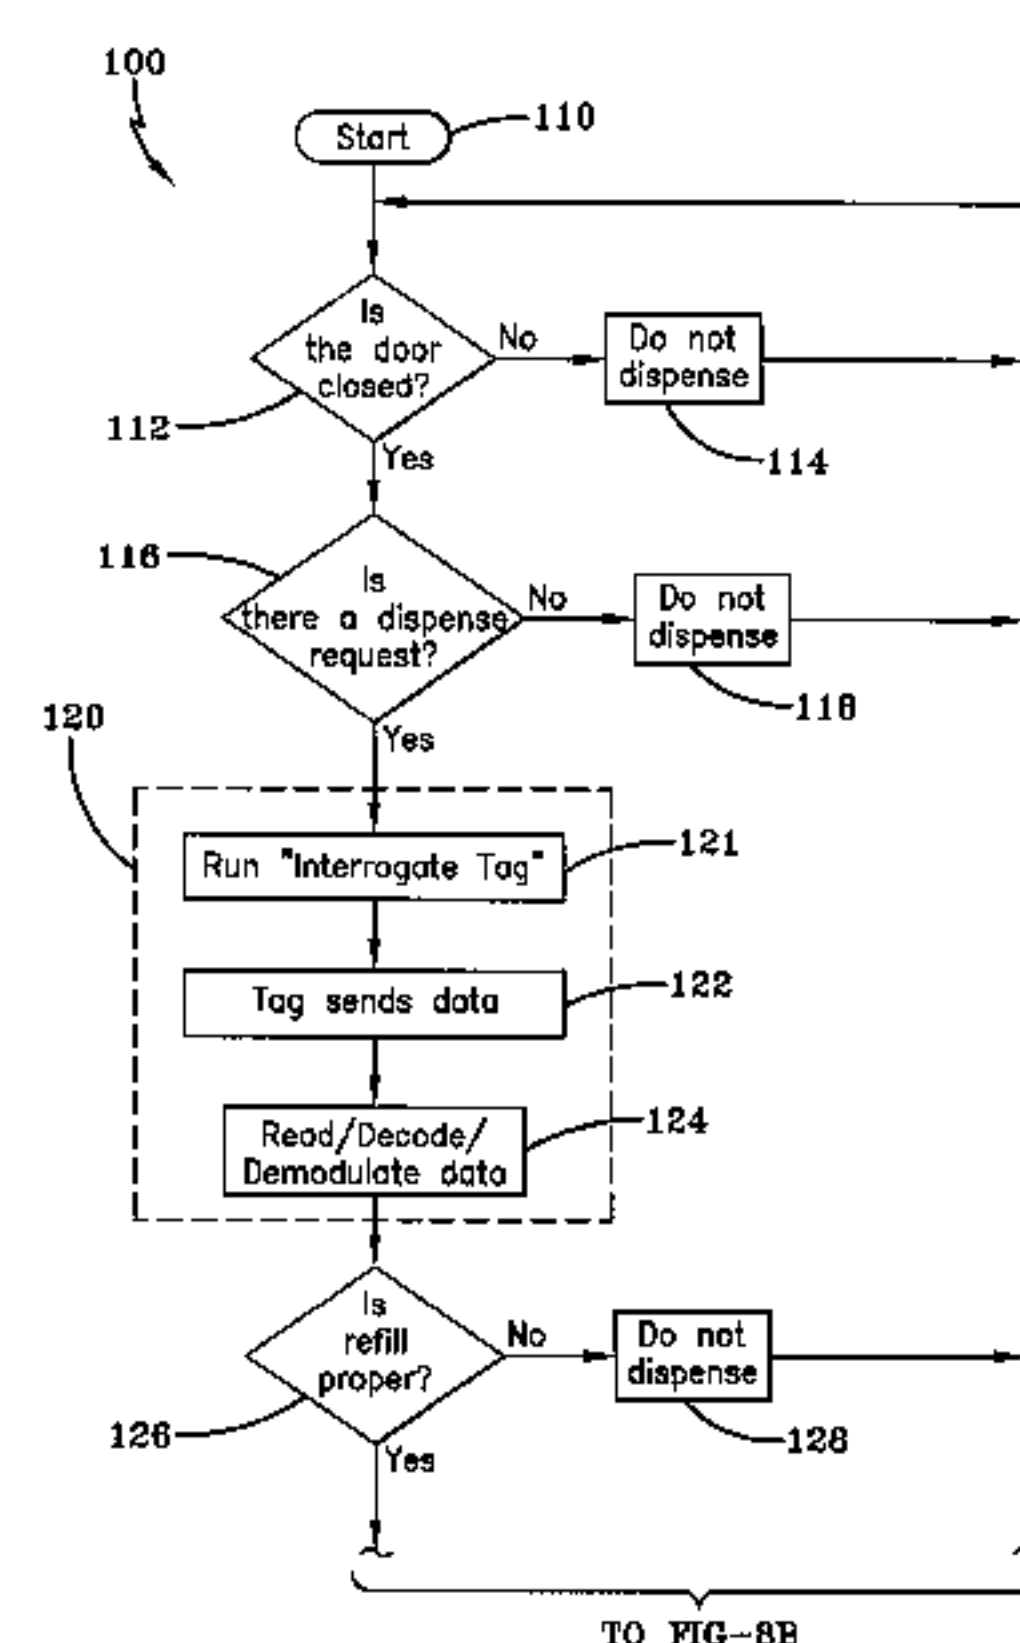 100
Start
110
Is
the door
closed?
No
Do not
dispense
112
Yes
114
116
Is
there a dispense
request?
No
Do not
dispense
118
120
Yes
Run "Interrogate Tag"
121
Tag sends data
122
Read/Decode/
Demodulate data
124
Is
refill
proper?
No
Do not
dispense
126
Yes
128
TO FIG-8B